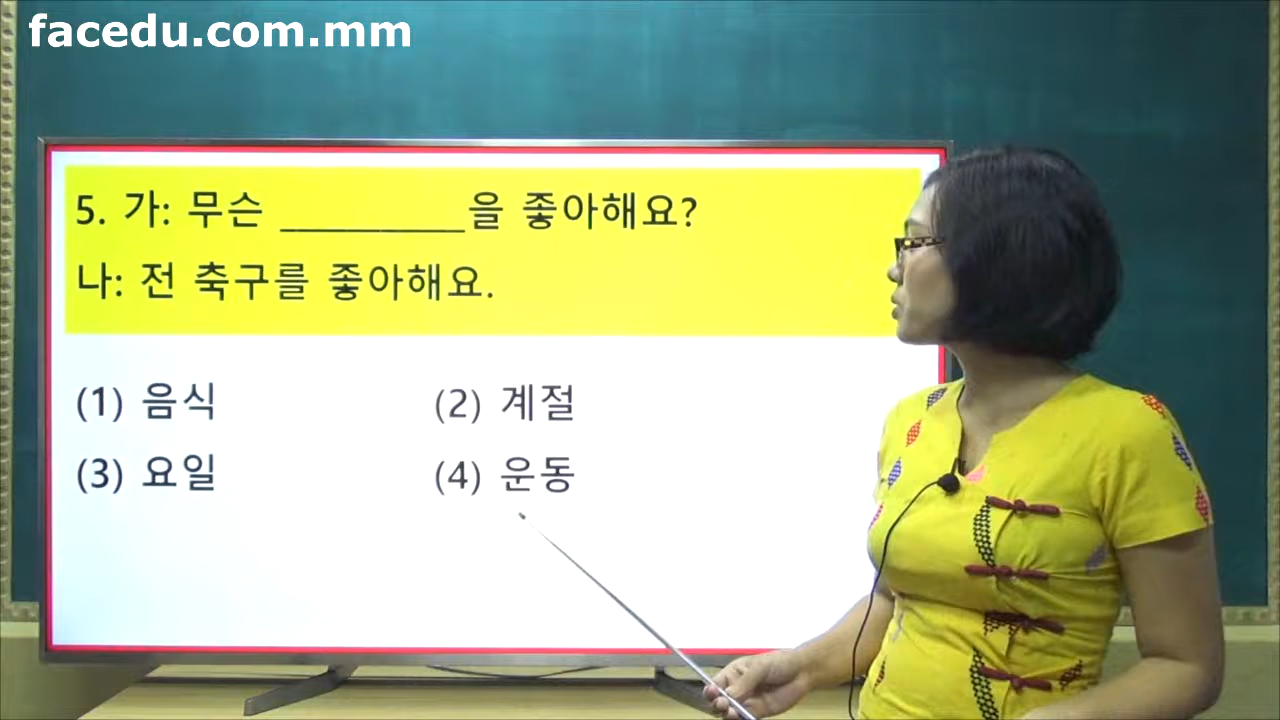 facedu.com.mm
5. 가: 무슨 __________을 좋아해요?
나: 전 축구를 좋아해요.
(1) 음식 (2) 계절
(3) 요일 (4) 운동